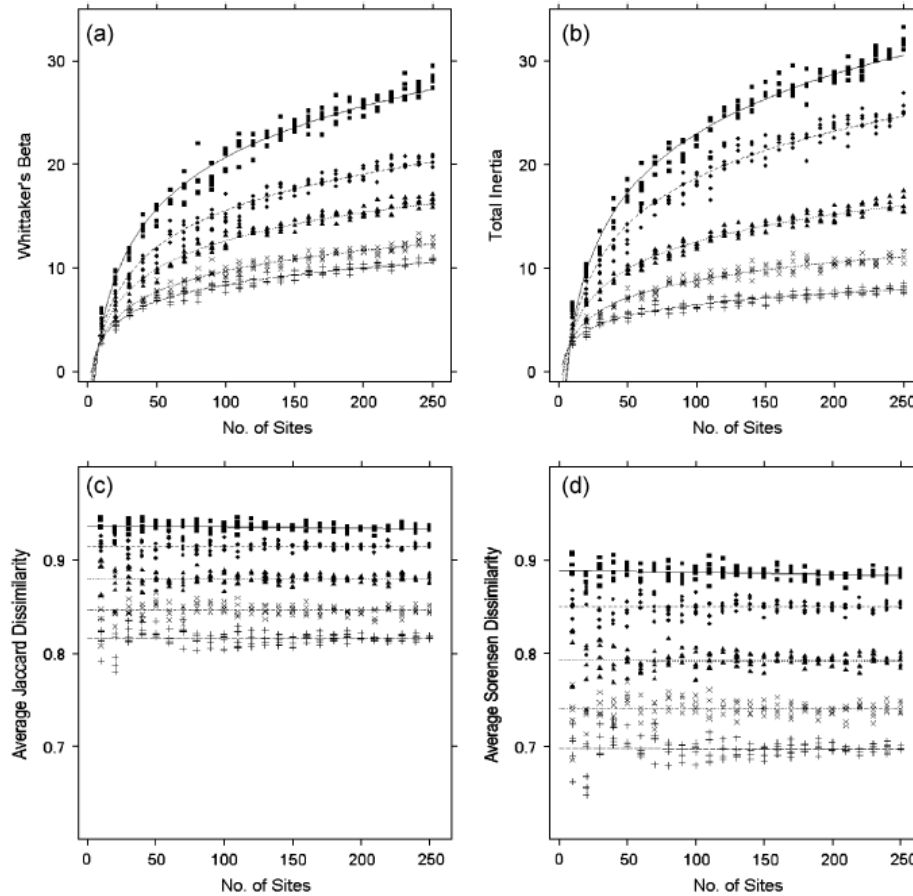 (a)
30
20
10
0
Whittaker's Beta
0 50 100 150 200 250
No. of Sites
(b)
30
20
10
0
Total Inertia
0 50 100 150 200 250
No. of Sites
(c)
0.9
0.8
0.7
Average Jaccard Dissimilarity
0 50 100 150 200 250
No. of Sites
(d)
0.9
0.8
0.7
Average Sorensen Dissimilarity
0 50 100 150 200 250
No. of Sites